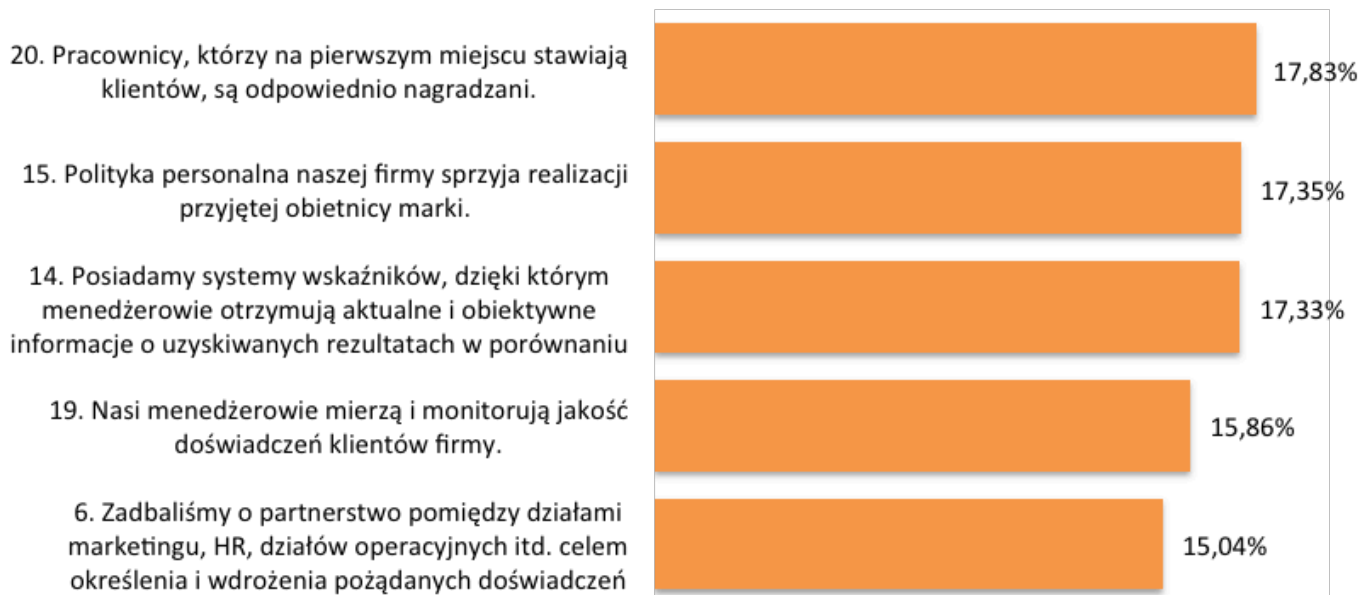 20. Pracownicy, którzy na pierwszym miejscu stawiają
klientów, są odpowiednio nagradzani.
17,83%
15. Polityka personalna naszej firmy sprzyja realizacji
przyjętej obietnicy marki.
17,35%
14. Posiadamy systemy wskaźników, dzięki którym
menedżerowie otrzymują aktualne i obiektywne
informacje o uzyskiwanych rezultatach w porównaniu
17,33%
19. Nasi menedżerowie mierzą i monitorują jakość
doświadczeń klientów firmy.
15,86%
6. Zadbaliśmy o partnerstwo pomiędzy działami
marketingu, HR, działów operacyjnych itd. celem
określenia i wdrożenia pożądanych doświadczeń
15,04%